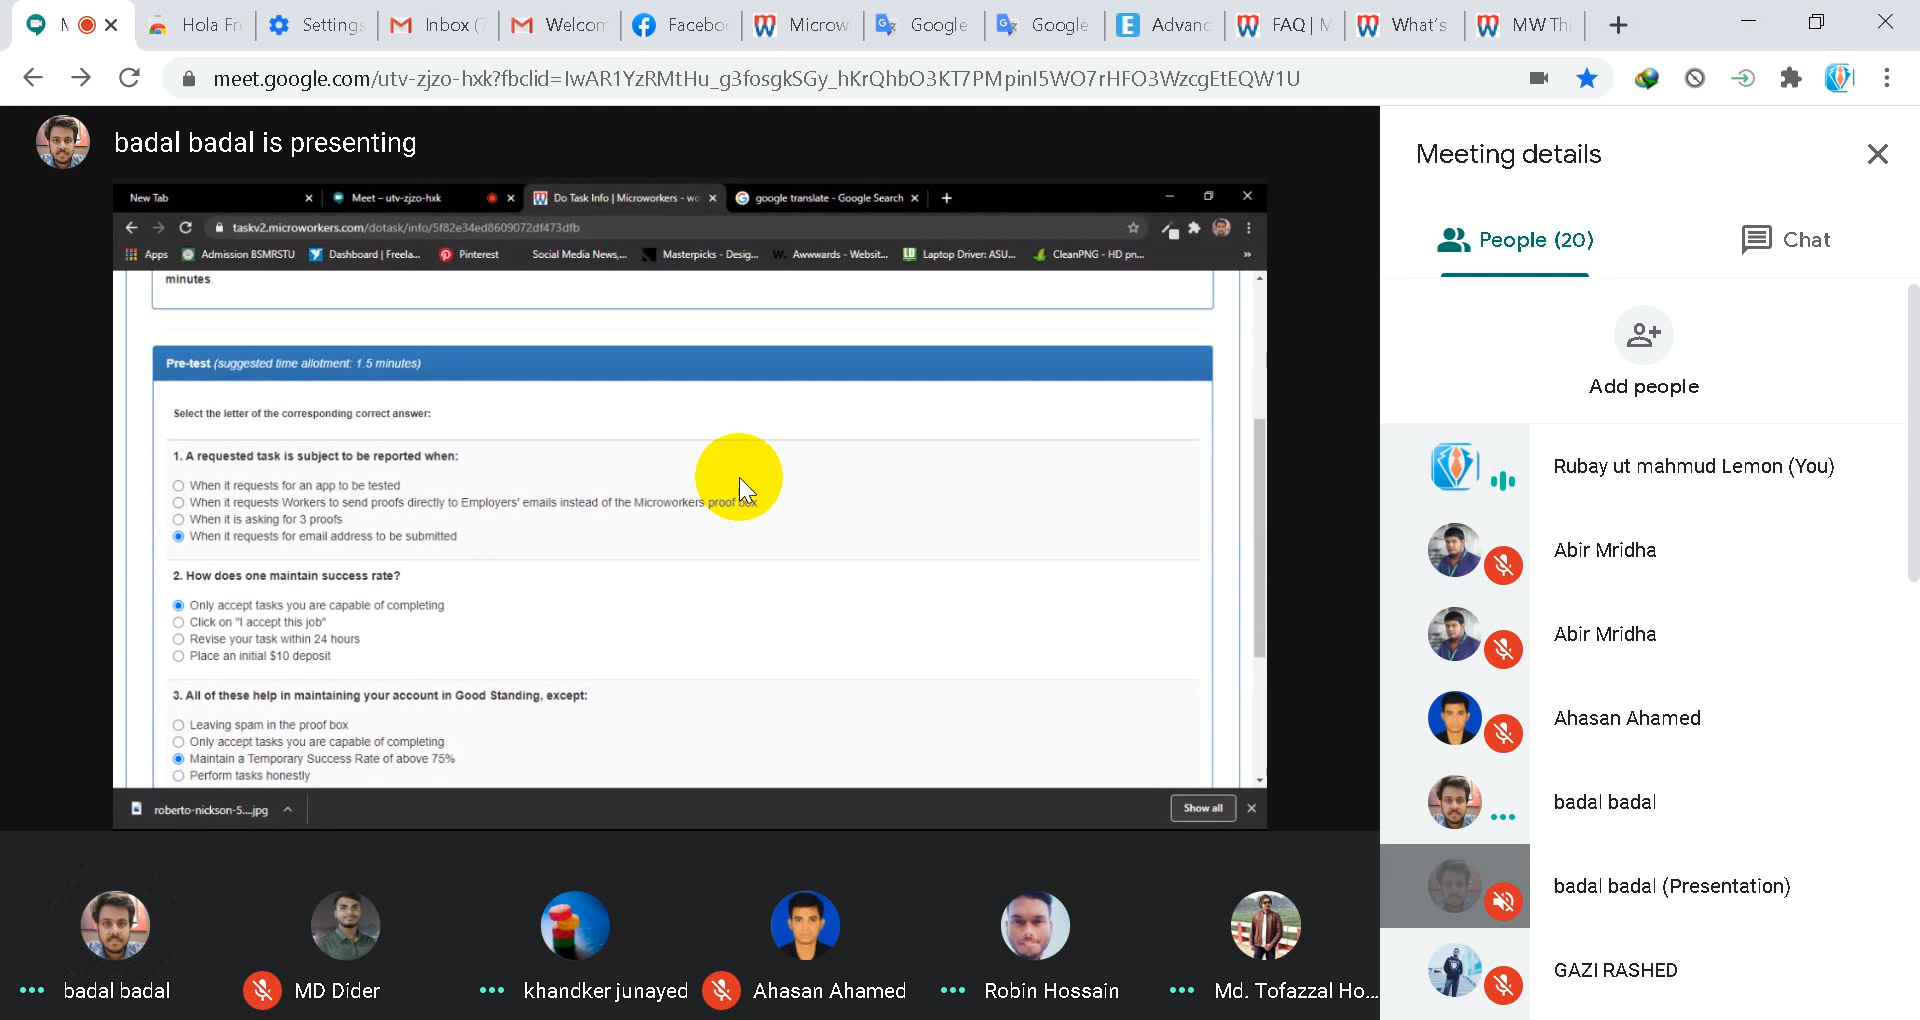 Hola Fr
Settings
Inbox (7
Welcom
Facebo
Microw
Google
Google
Advanc
FAQ | M
What's
MW Th
meet.google.com/utv-zjzo-hxk?fbclid=IwAR1YzRMtHu_g3fosgkSGy_hKrQhbO3KT7PMpinI5WO7rHFO3WzcgEtEQW1U
badal badal is presenting
New Tab
Meet – utv-zjzo-hxk
Do Task Info | Microworkers - wo
google translate - Google Search
taskv2.microworkers.com/dotask/info/5f82e34ed8609072df473dfb
Apps
Admission BSMRSTU
Dashboard | Freela...
Pinterest
Social Media News,...
Masterpicks - Desig...
Awwwards - Websit...
Laptop Driver: ASU...
CleanPNG - HD pn...
»
minutes.
Pre-test (suggested time allotment: 1.5 minutes)
Select the letter of the corresponding correct answer:
1. A requested task is subject to be reported when:
When it requests for an app to be tested
When it requests Workers to send proofs directly to Employers' emails instead of the Microworkers proof box
When it is asking for 3 proofs
When it requests for email address to be submitted
2. How does one maintain success rate?
Only accept tasks you are capable of completing
Click on "I accept this job"
Revise your task within 24 hours
Place an initial $10 deposit
3. All of these help in maintaining your account in Good Standing, except:
Leaving spam in the proof box
Only accept tasks you are capable of completing
Maintain a Temporary Success Rate of above 75%
Perform tasks honestly
roberto-nickson-5....jpg
Show all
badal badal
MD Dider
khandker junayed
Ahasan Ahamed
Robin Hossain
Md. Tofazzal Ho...
Meeting details
People (20)
Chat
Add people
Rubay ut mahmud Lemon (You)
Abir Mridha
Abir Mridha
Ahasan Ahamed
badal badal
badal badal (Presentation)
GAZI RASHED